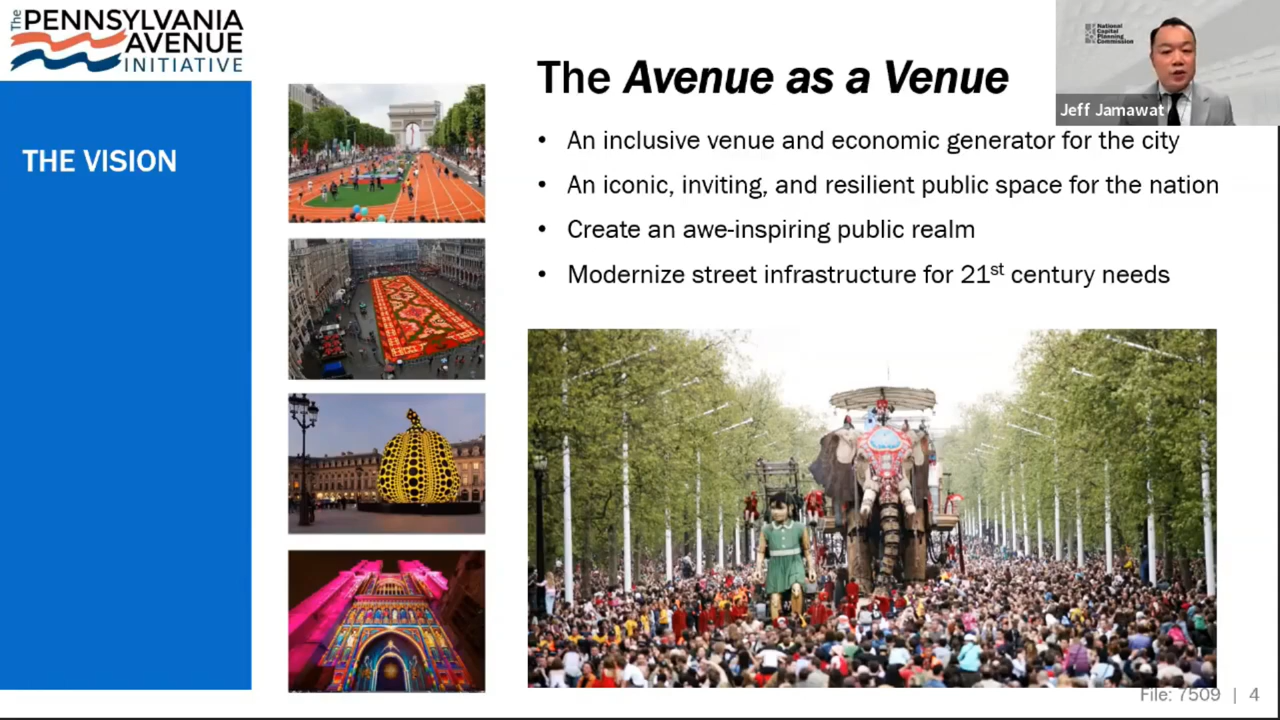 The
PENNSYLVANIA
AVENUE
INITIATIVE
THE VISION
The Avenue as a Venue
• An inclusive venue and economic generator for the city
• An iconic, inviting, and resilient public space for the nation
• Create an awe-inspiring public realm
• Modernize street infrastructure for 21st century needs
National
Capital
Planning
Commission
Jeff Jamawat
File: 7509 | 4